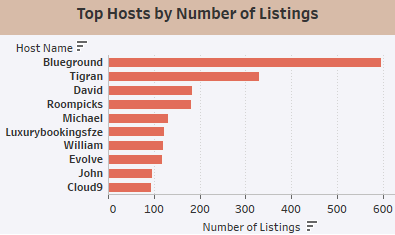 Top Hosts by Number of Listings
Host Name
Blueground
Tigran
David
Roompicks
Michael
Luxurybookingsfze
William
Evolve
John
Cloud9
0 100 200 300 400 500 600
Number of Listings